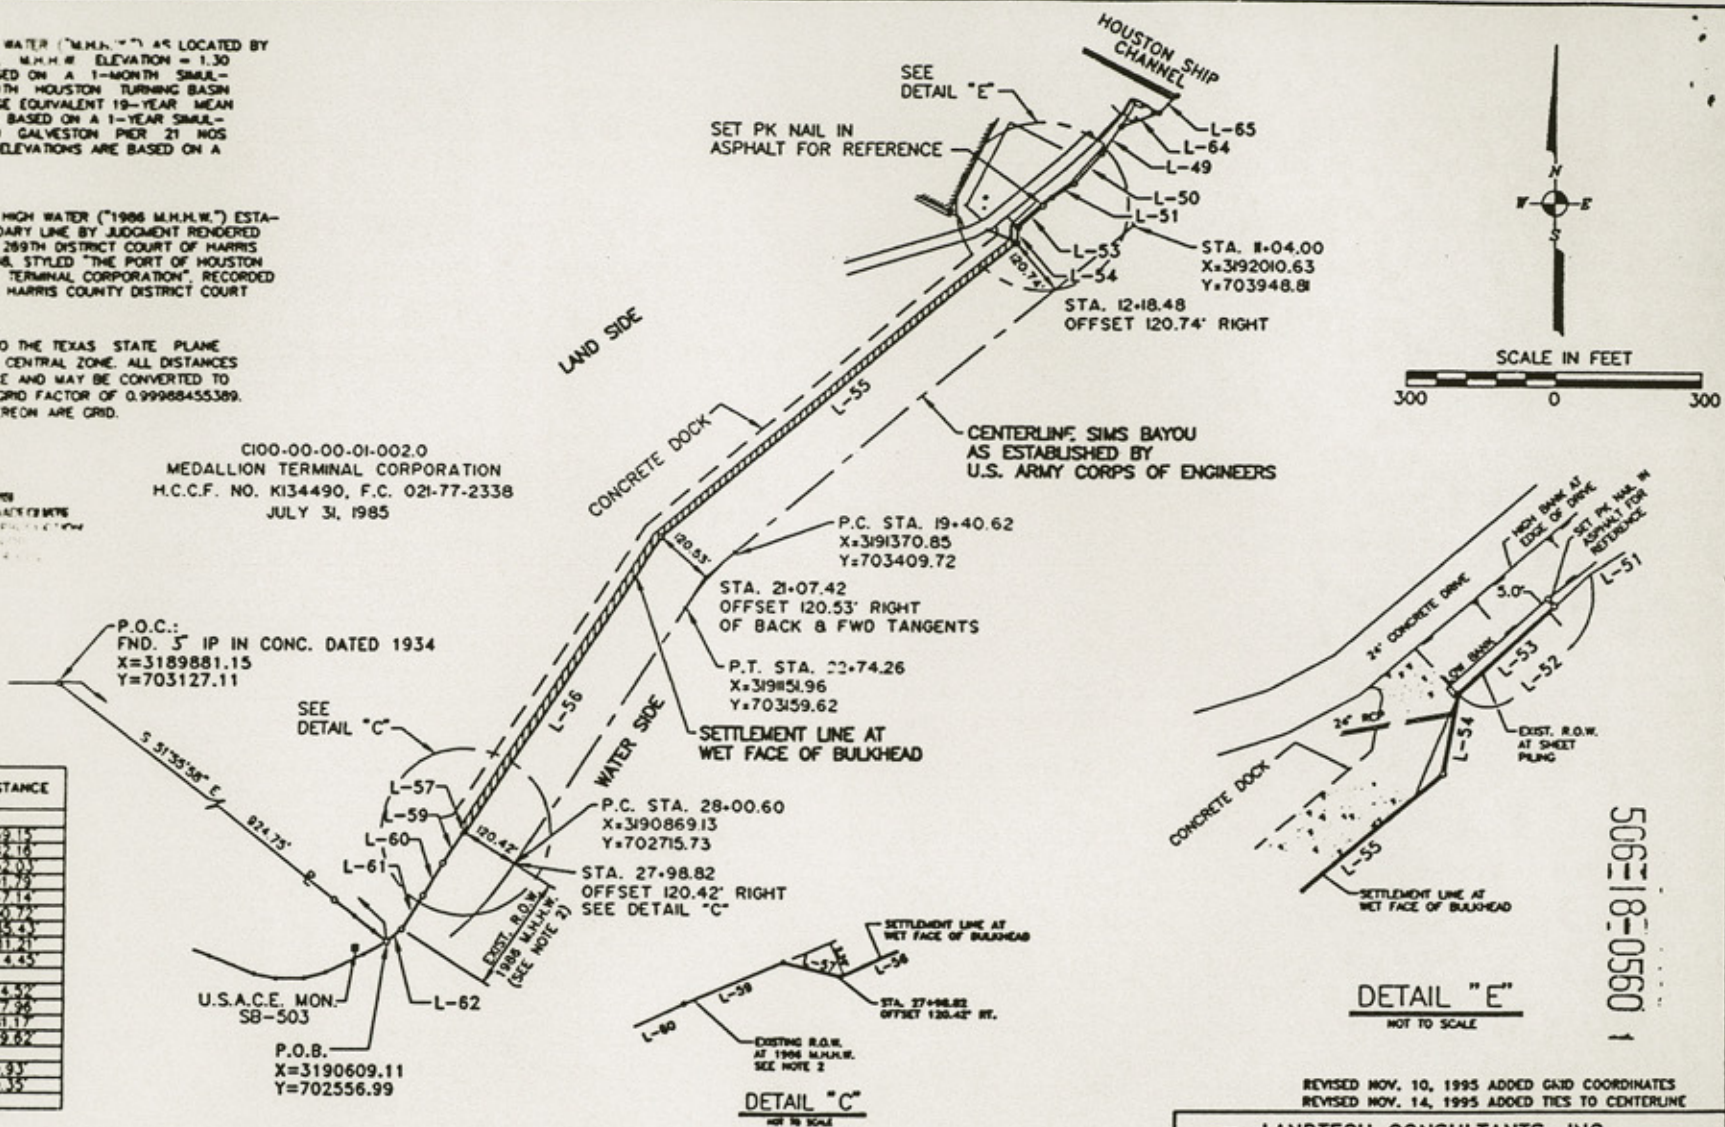 WATER ("M.H.H.W.") AS LOCATED BY
M.H.H.W ELEVATION = 1.30
ON A 1-MONTH SIMUL-
HOUSTON TURNING BASIN
EQUIVALENT 19-YEAR MEAN
BASED ON A 1-YEAR SIMUL-
GALVESTON PIER 21 NOS
ELEVATIONS ARE BASED ON A
HIGH WATER ("1986 M.H.H.W.") ESTA-
LINE BY JUDGMENT RENDERED
269TH DISTRICT COURT OF HARRIS
STYLED "THE PORT OF HOUSTON
TERMINAL CORPORATION", RECORDED
HARRIS COUNTY DISTRICT COURT
THE TEXAS STATE PLANE
CENTRAL ZONE. ALL DISTANCES
AND MAY BE CONVERTED TO
GRID FACTOR OF 0.99988455389.
ARE GRID.
C100-00-00-01-002.0
MEDALLION TERMINAL CORPORATION
H.C.C.F. NO. K134490, F.C. 021-77-2338
JULY 31, 1985
HOUSTON SHIP
CHANNEL
SEE
DETAIL "E"
SET PK NAIL IN
ASPHALT FOR REFERENCE
L-65
L-64
L-49
L-50
L-51
L-53
L-54
120.74'
STA. 11+04.00
X=3192010.63
Y=703948.81
STA. 12+18.48
OFFSET 120.74' RIGHT
N
W E
S
SCALE IN FEET
300 0 300
LAND SIDE
L-55
CONCRETE DOCK
CENTERLINE SIMS BAYOU
AS ESTABLISHED BY
U.S. ARMY CORPS OF ENGINEERS
120.53'
P.C. STA. 19+40.62
X=3191370.85
Y=703409.72
STA. 21+07.42
OFFSET 120.53' RIGHT
OF BACK & FWD TANGENTS
P.T. STA. 22+74.26
X=3191151.96
Y=703159.62
SETTLEMENT LINE AT
WET FACE OF BULKHEAD
WATER SIDE
L-56
P.O.C.:
FND. 5" IP IN CONC. DATED 1934
X=3189881.15
Y=703127.11
S 51°55'58" E
924.75'
SEE
DETAIL "C"
L-57
L-59
L-60
L-61
120.42'
P.C. STA. 28+00.60
X=3190869.13
Y=702715.73
STA. 27+98.82
OFFSET 120.42' RIGHT
SEE DETAIL "C"
EXIST. R.O.W.
1986 M.H.H.W.
(SEE NOTE 2)
L-62
U.S.A.C.E. MON.
SB-503
P.O.B.
X=3190609.11
Y=702556.99
SETTLEMENT LINE AT
WET FACE OF BULKHEAD
L-57
L-56
L-59
L-60
STA. 27+98.82
OFFSET 120.42' RT.
EXISTING R.O.W.
AT 1986 M.H.H.W.
SEE NOTE 2
DETAIL "C"
NOT TO SCALE
HIGH BANK AT
EDGE OF DRIVE
SET PK NAIL IN
ASPHALT FOR
REFERENCE
L-51
5.0'
24' CONCRETE DRIVE
LOW BANK
L-53
L-52
24" RCP
L-54
EXIST. R.O.W.
AT SHEET
PILING
CONCRETE DOCK
L-55
SETTLEMENT LINE AT
WET FACE OF BULKHEAD
DETAIL "E"
NOT TO SCALE
REVISED NOV. 10, 1995 ADDED GRID COORDINATES
REVISED NOV. 14, 1995 ADDED TIES TO CENTERLINE
LANDTECH CONSULTANTS, INC.